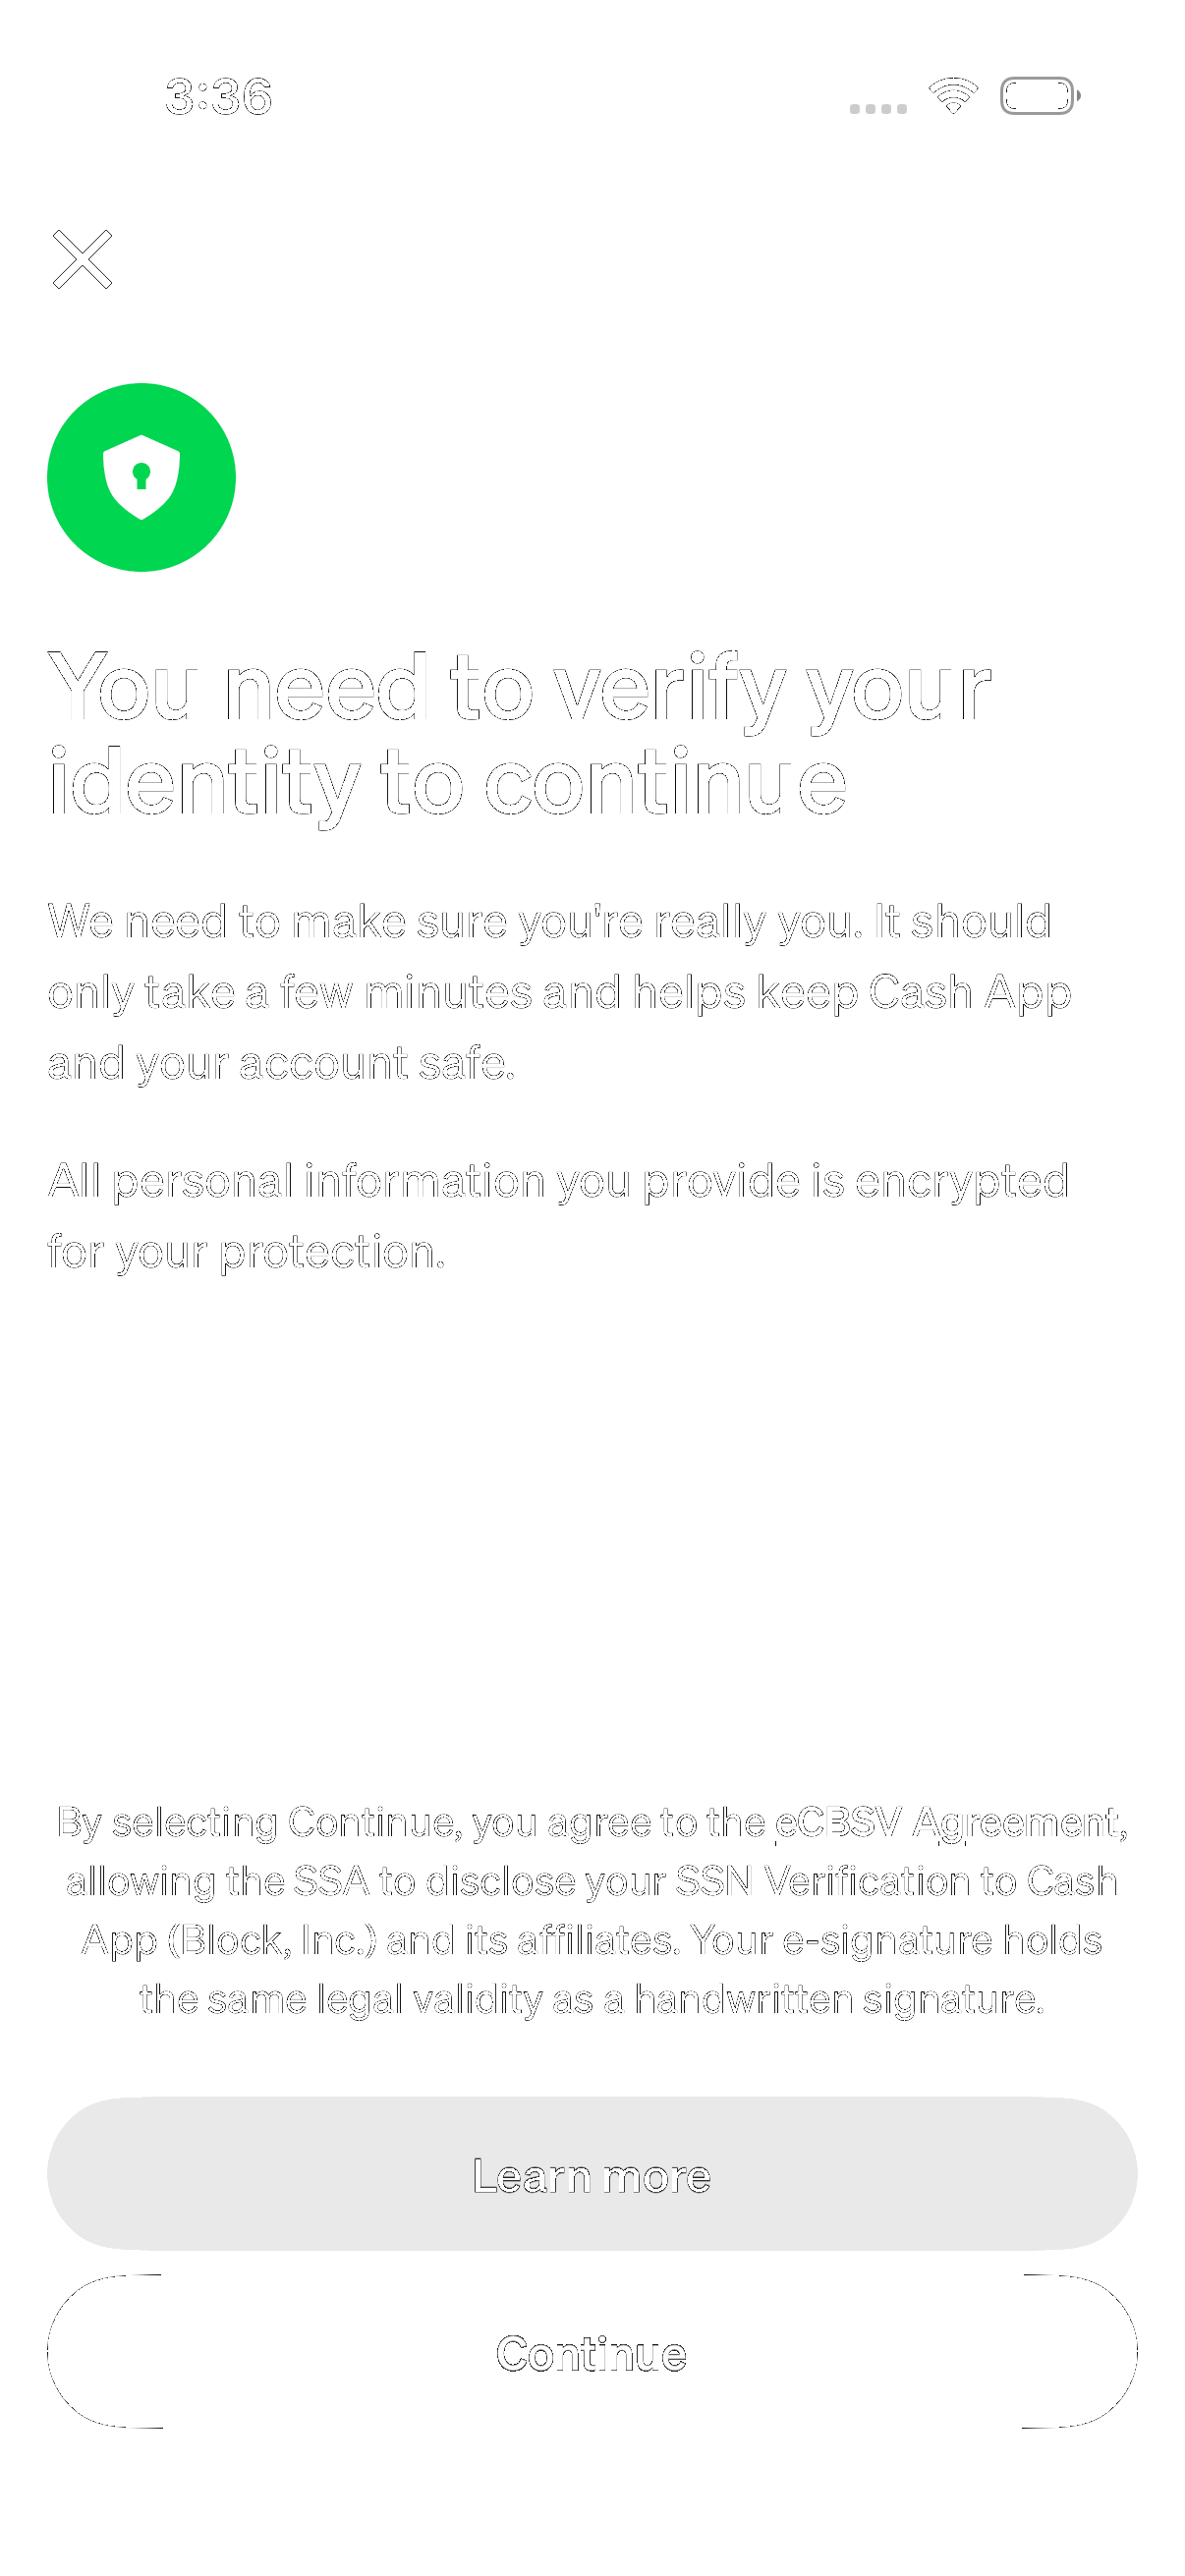 3:36
You need to verify your
identity to continue
We need to make sure you're really you. It should
only take a few minutes and helps keep Cash App
and your account safe.
All personal information you provide is encrypted
for your protection.
By selecting Continue, you agree to the eCBSV Agreement,
allowing the SSA to disclose your SSN Verification to Cash
App (Block, Inc.) and its affiliates. Your e-signature holds
the same legal validity as a handwritten signature.
Learn more
Continue